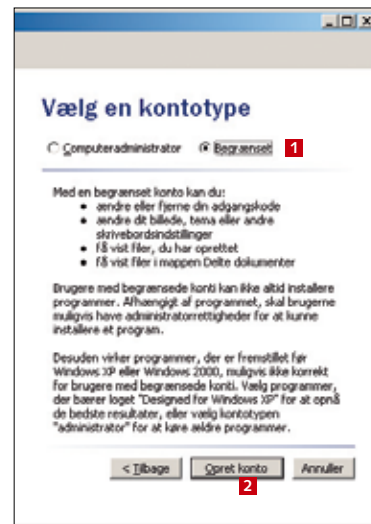 Vælg en kontotype
Computeradministrator Begrænset 1
Med en begrænset konto kan du:
• ændre eller fjerne din adgangskode
• ændre dit billede, tema eller andre
skrivebordsindstillinger
• få vist filer, du har oprettet
• få vist filer i mappen Delte dokumenter
Brugere med begrænsede konti kan ikke altid installere
programmer. Afhængigt af programmet, skal brugerne
muligvis have administratorrettigheder for at kunne
installere et program.
Desuden virker programmer, der er fremstillet før
Windows XP eller Windows 2000, muligvis ikke korrekt
for brugere med begrænsede konti. Vælg programmer,
der bærer loget "Designed for Windows XP" for at opnå
de bedste resultater, eller vælg kontotypen
"administrator" for at køre ældre programmer.
< Tilbage Opret konto Annuller
2